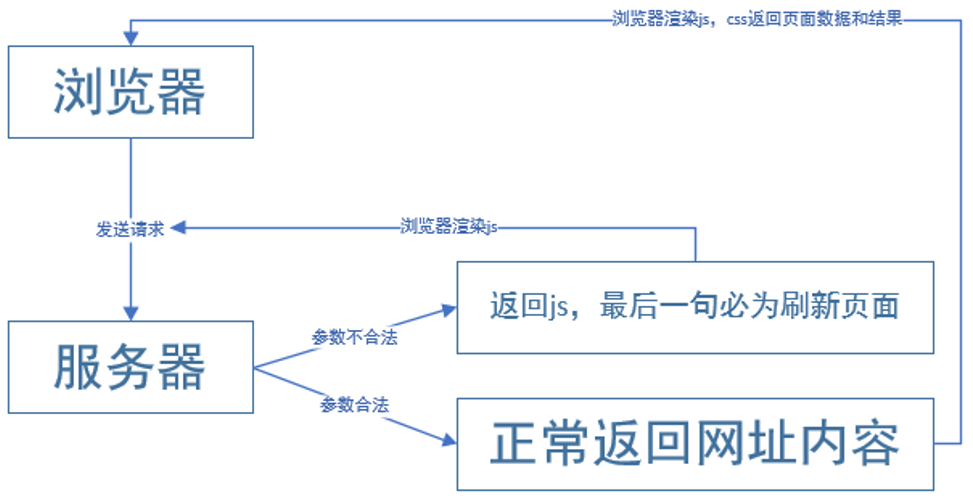 浏览器渲染js，css返回页面数据和结果
浏览器
发送请求
浏览器渲染js
返回js，最后一句必为刷新页面
参数不合法
服务器
参数合法
正常返回网址内容